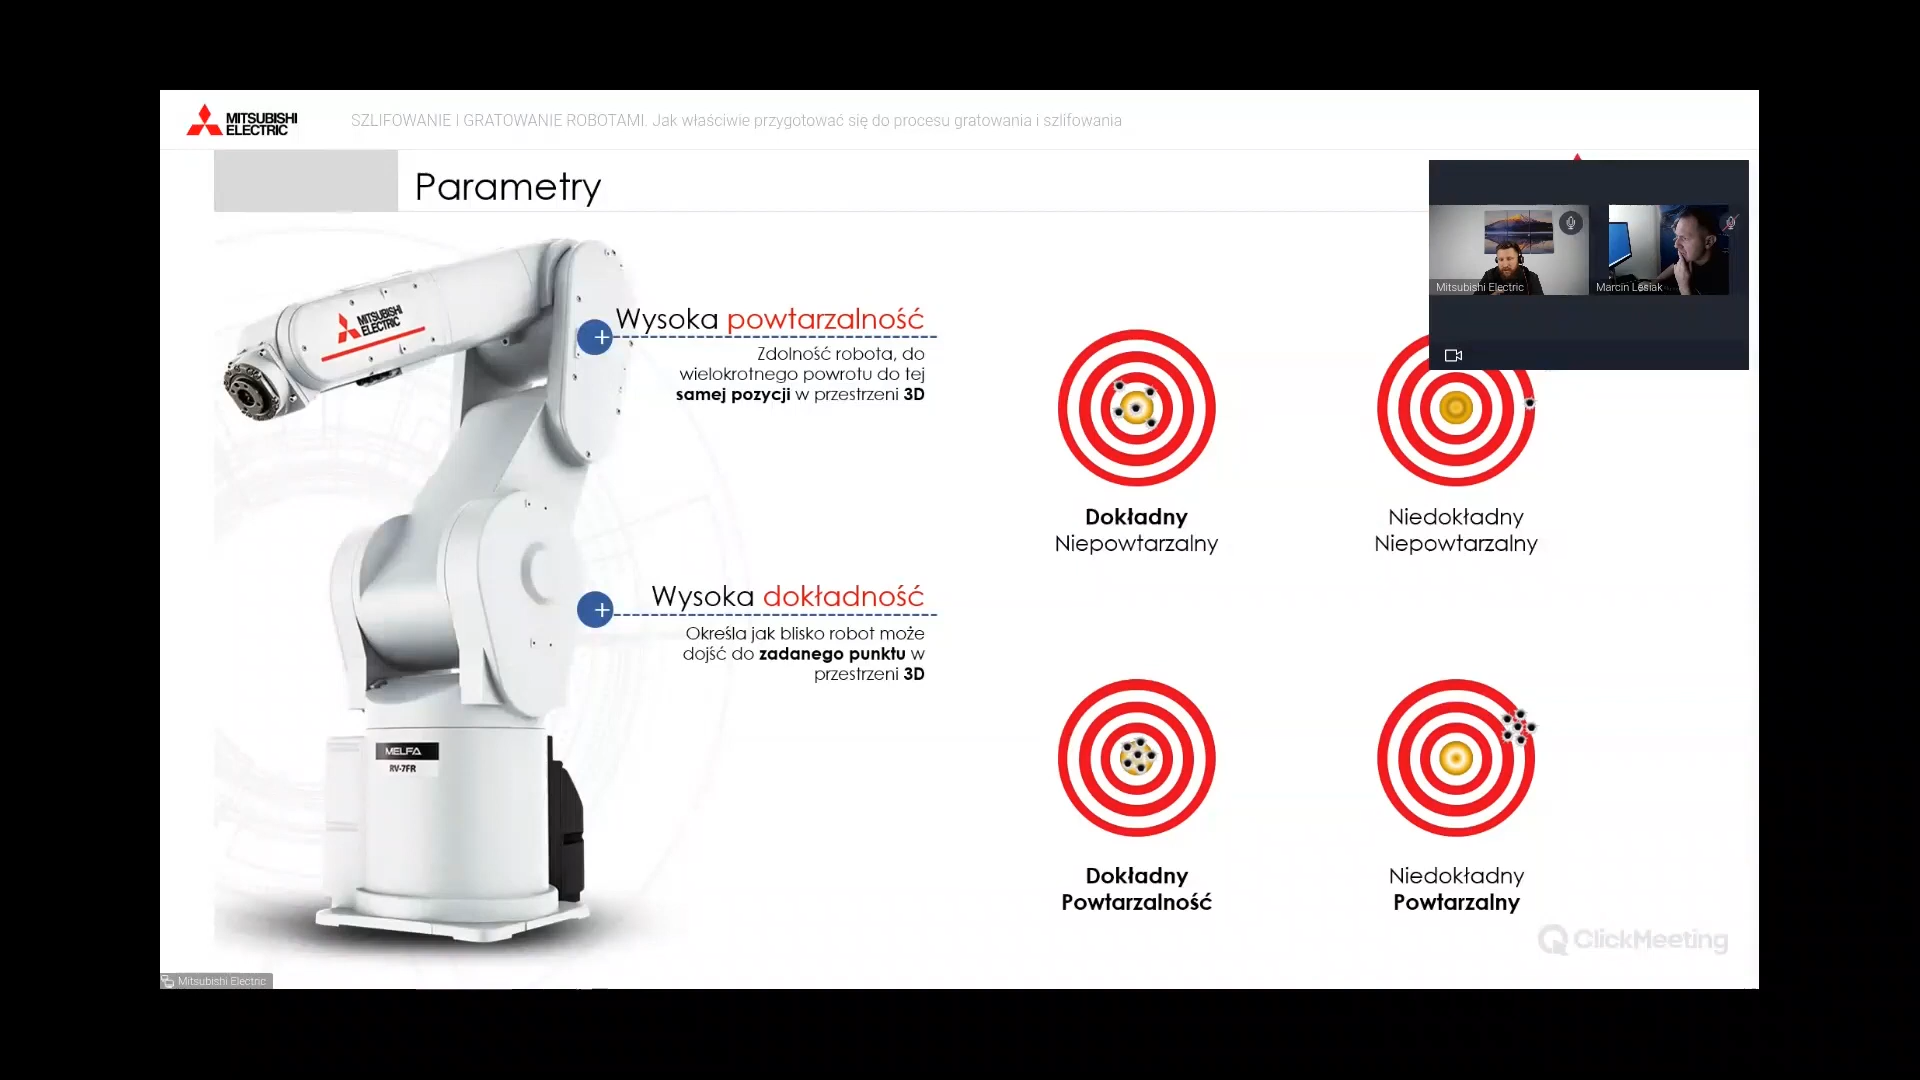 MITSUBISHI
ELECTRIC
SZLIFOWANIE I GRATOWANIE ROBOTAMI. Jak właściwie przygotować się do procesu gratowania i szlifowania
Parametry
Mitsubishi Electric
Marcin Lesiak
MITSUBISHI
ELECTRIC
Wysoka powtarzalność
Zdolność robota, do
wielokrotnego powrotu do tej
samej pozycji w przestrzeni 3D
Dokładny
Niepowtarzalny
Niedokładny
Niepowtarzalny
Wysoka dokładność
Określa jak blisko robot może
dojść do zadanego punktu w
przestrzeni 3D
MELFA
RV-7FR
Dokładny
Powtarzalność
Niedokładny
Powtarzalny
ClickMeeting
Mitsubishi Electric